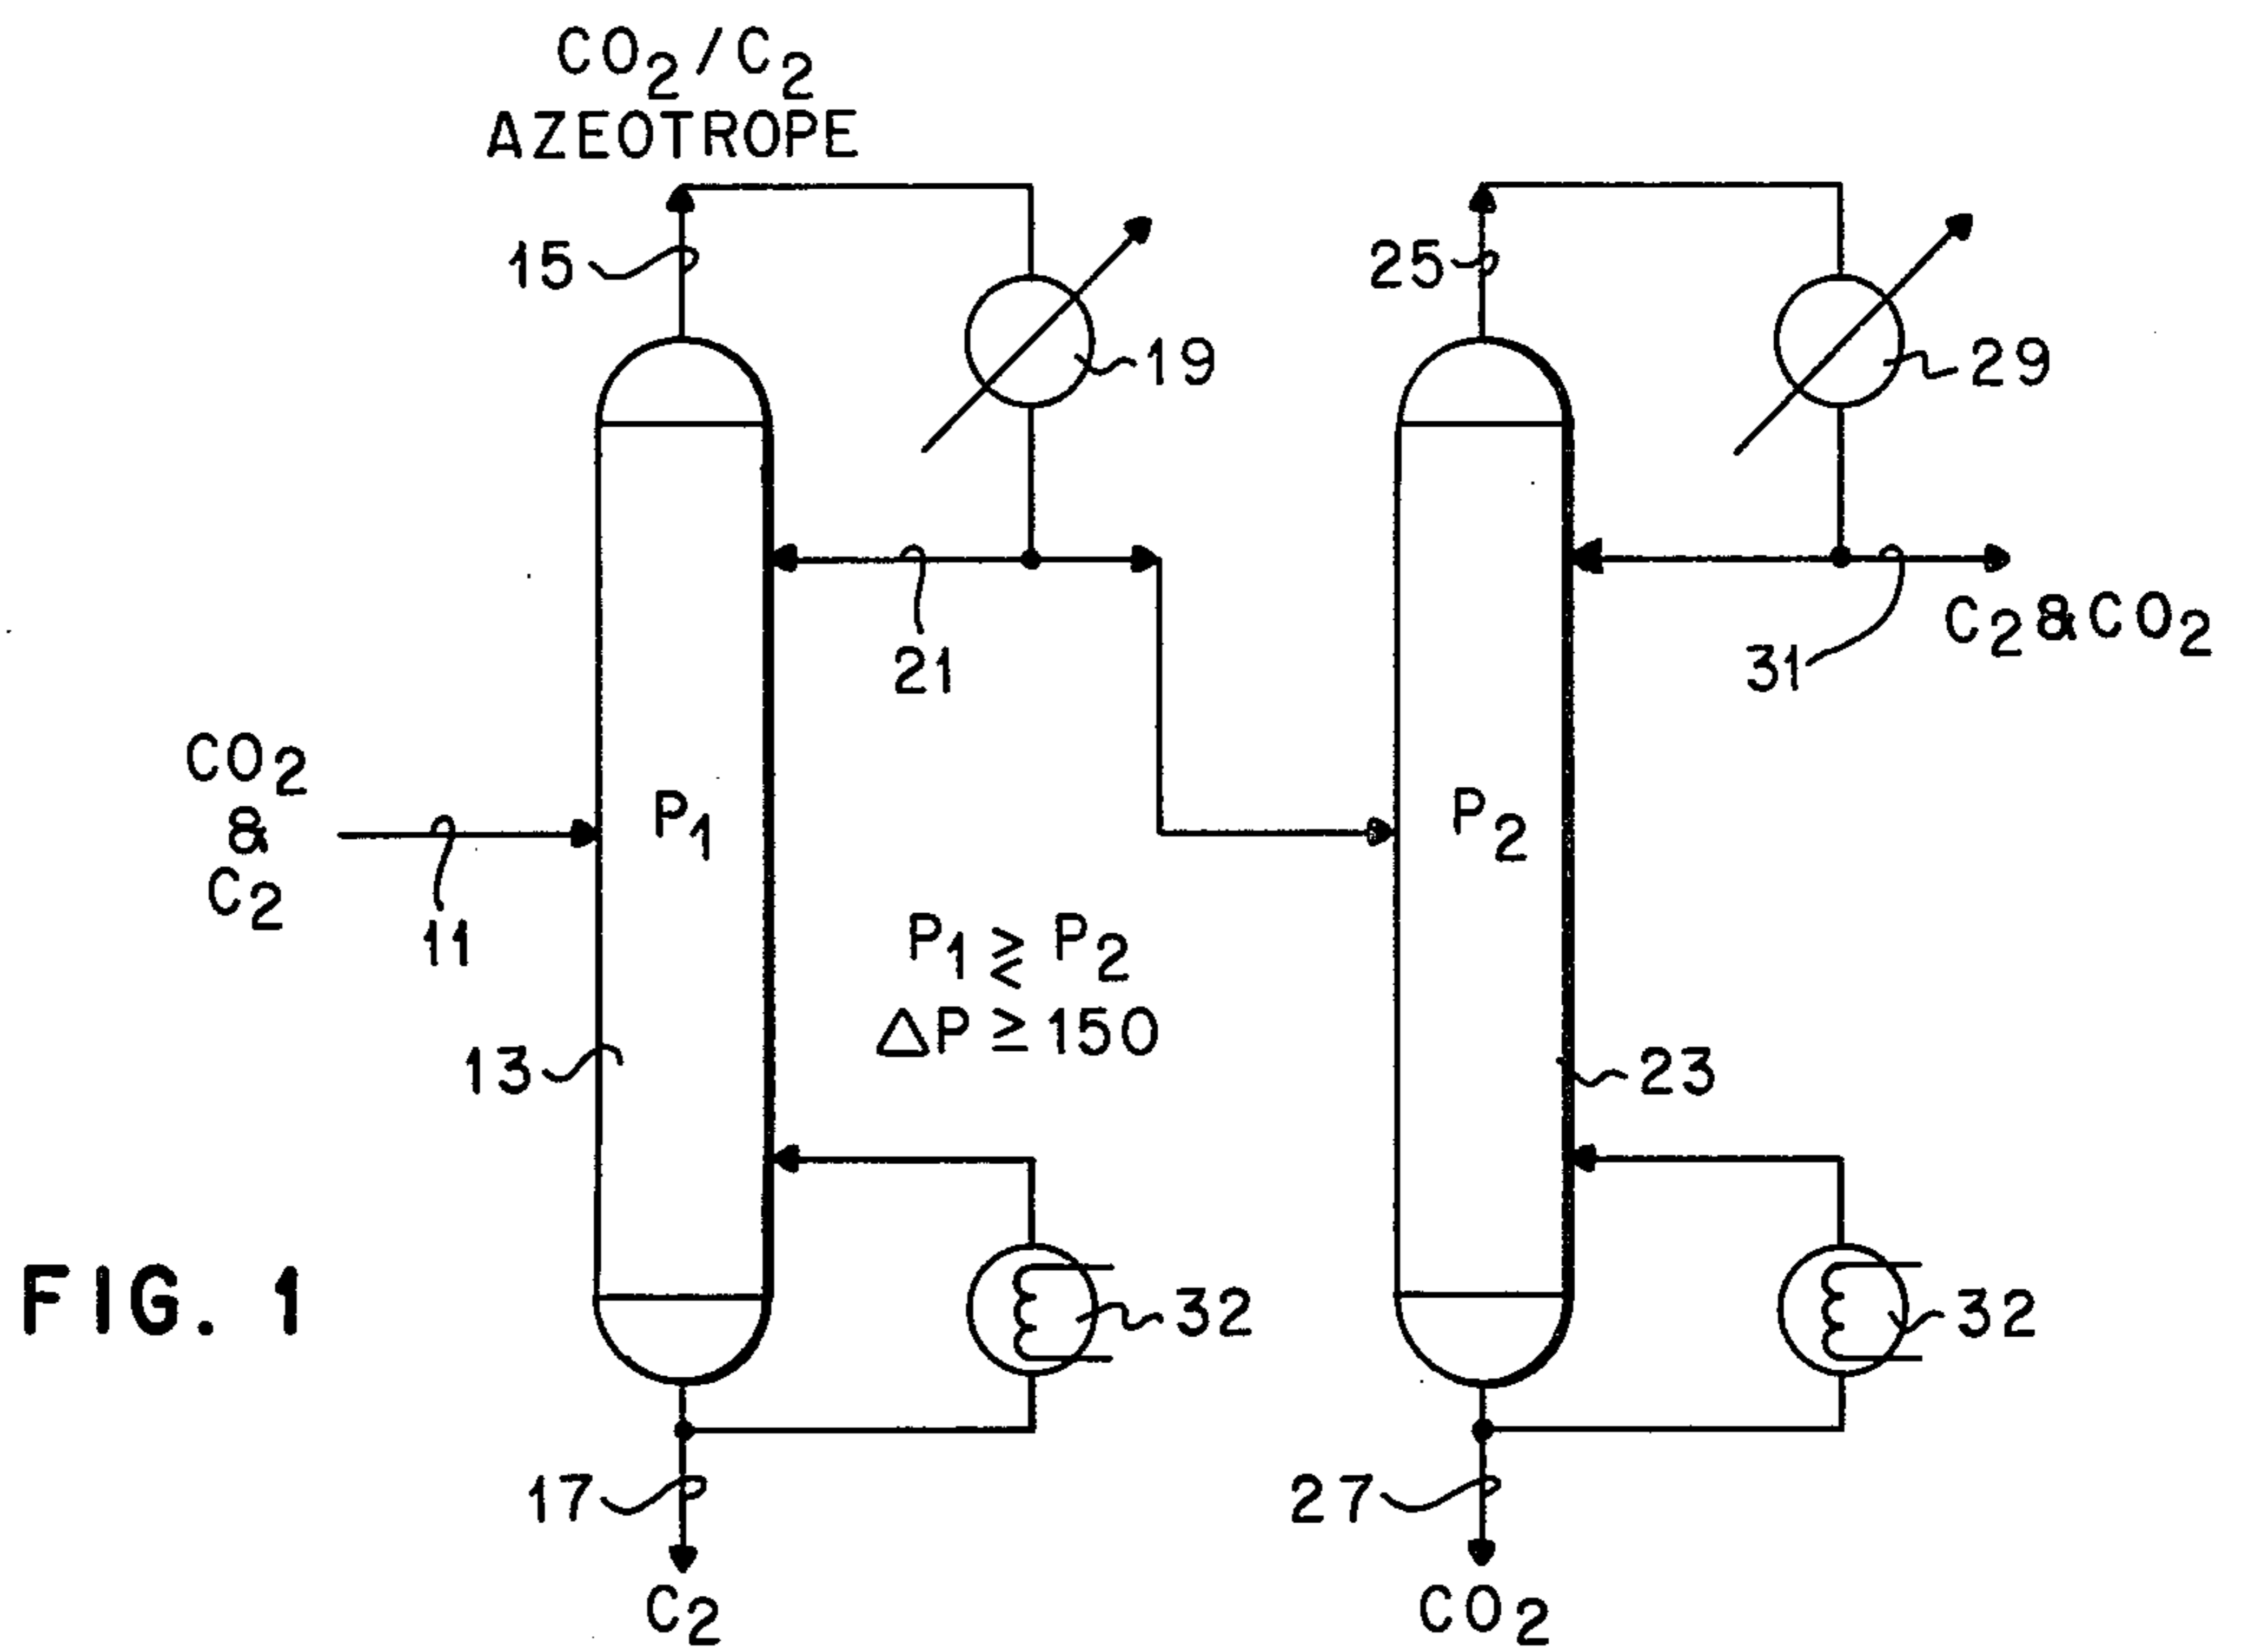 CO₂/C₂
AZEOTROPE
15
25
19
29
21
31
C₂&CO₂
CO₂
&
C₂
11
P₁
P₂
P₁ ⪌ P₂
ΔP ≥ 150
13
23
32
32
FIG. 1
17
27
C₂
CO₂